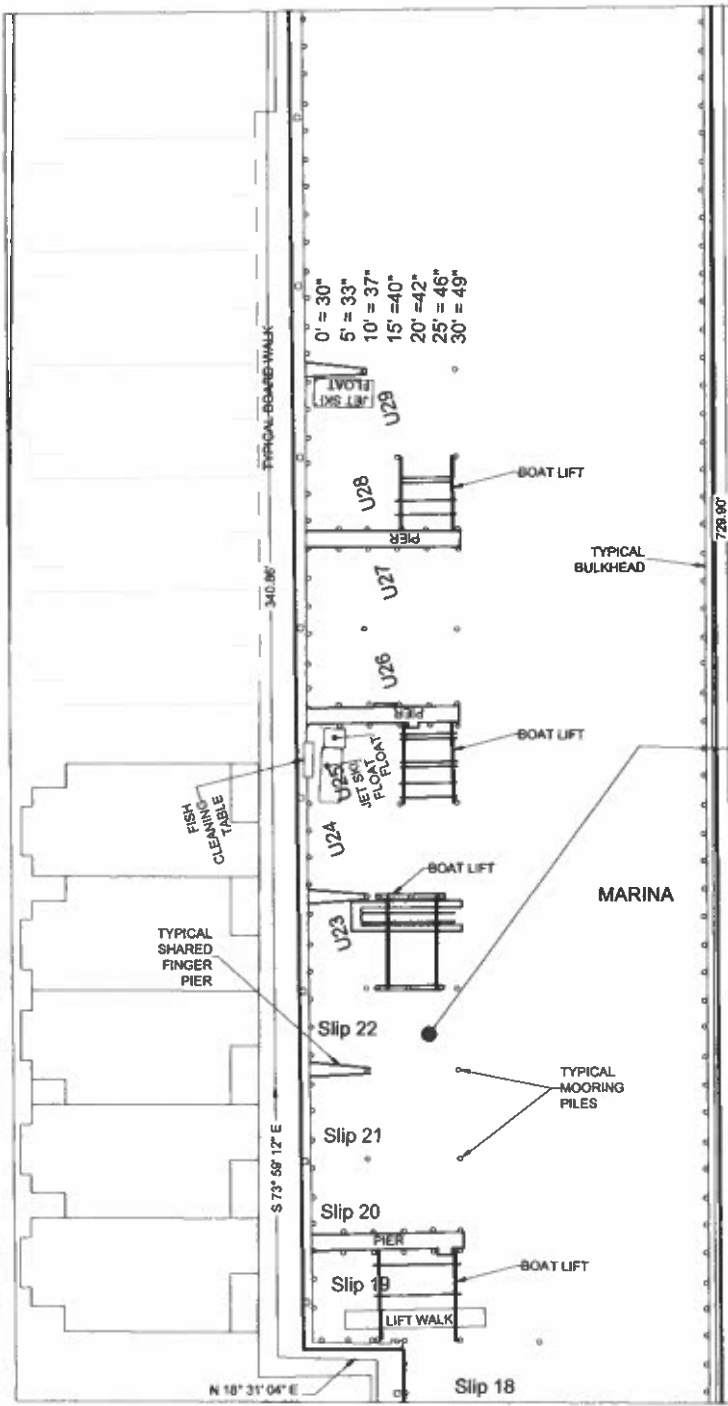 TYPICAL BOARD WALK
340.86'
0' = 30"
5' = 33"
10' = 37"
15' =40"
20' =42"
25' = 46"
30' = 49"
JET SKI
FLOAT
U29
U28
BOAT LIFT
PIER
TYPICAL
BULKHEAD
729.90'
U27
U26
PIER
BOAT LIFT
FISH
CLEANING
TABLE
U25
JET SKI
FLOAT
FLOAT
U24
BOAT LIFT
MARINA
U23
TYPICAL
SHARED
FINGER
PIER
Slip 22
TYPICAL
MOORING
PILES
Slip 21
S 73° 59' 12" E
Slip 20
PIER
BOAT LIFT
Slip 19
LIFT WALK
N 18° 31' 04" E
Slip 18